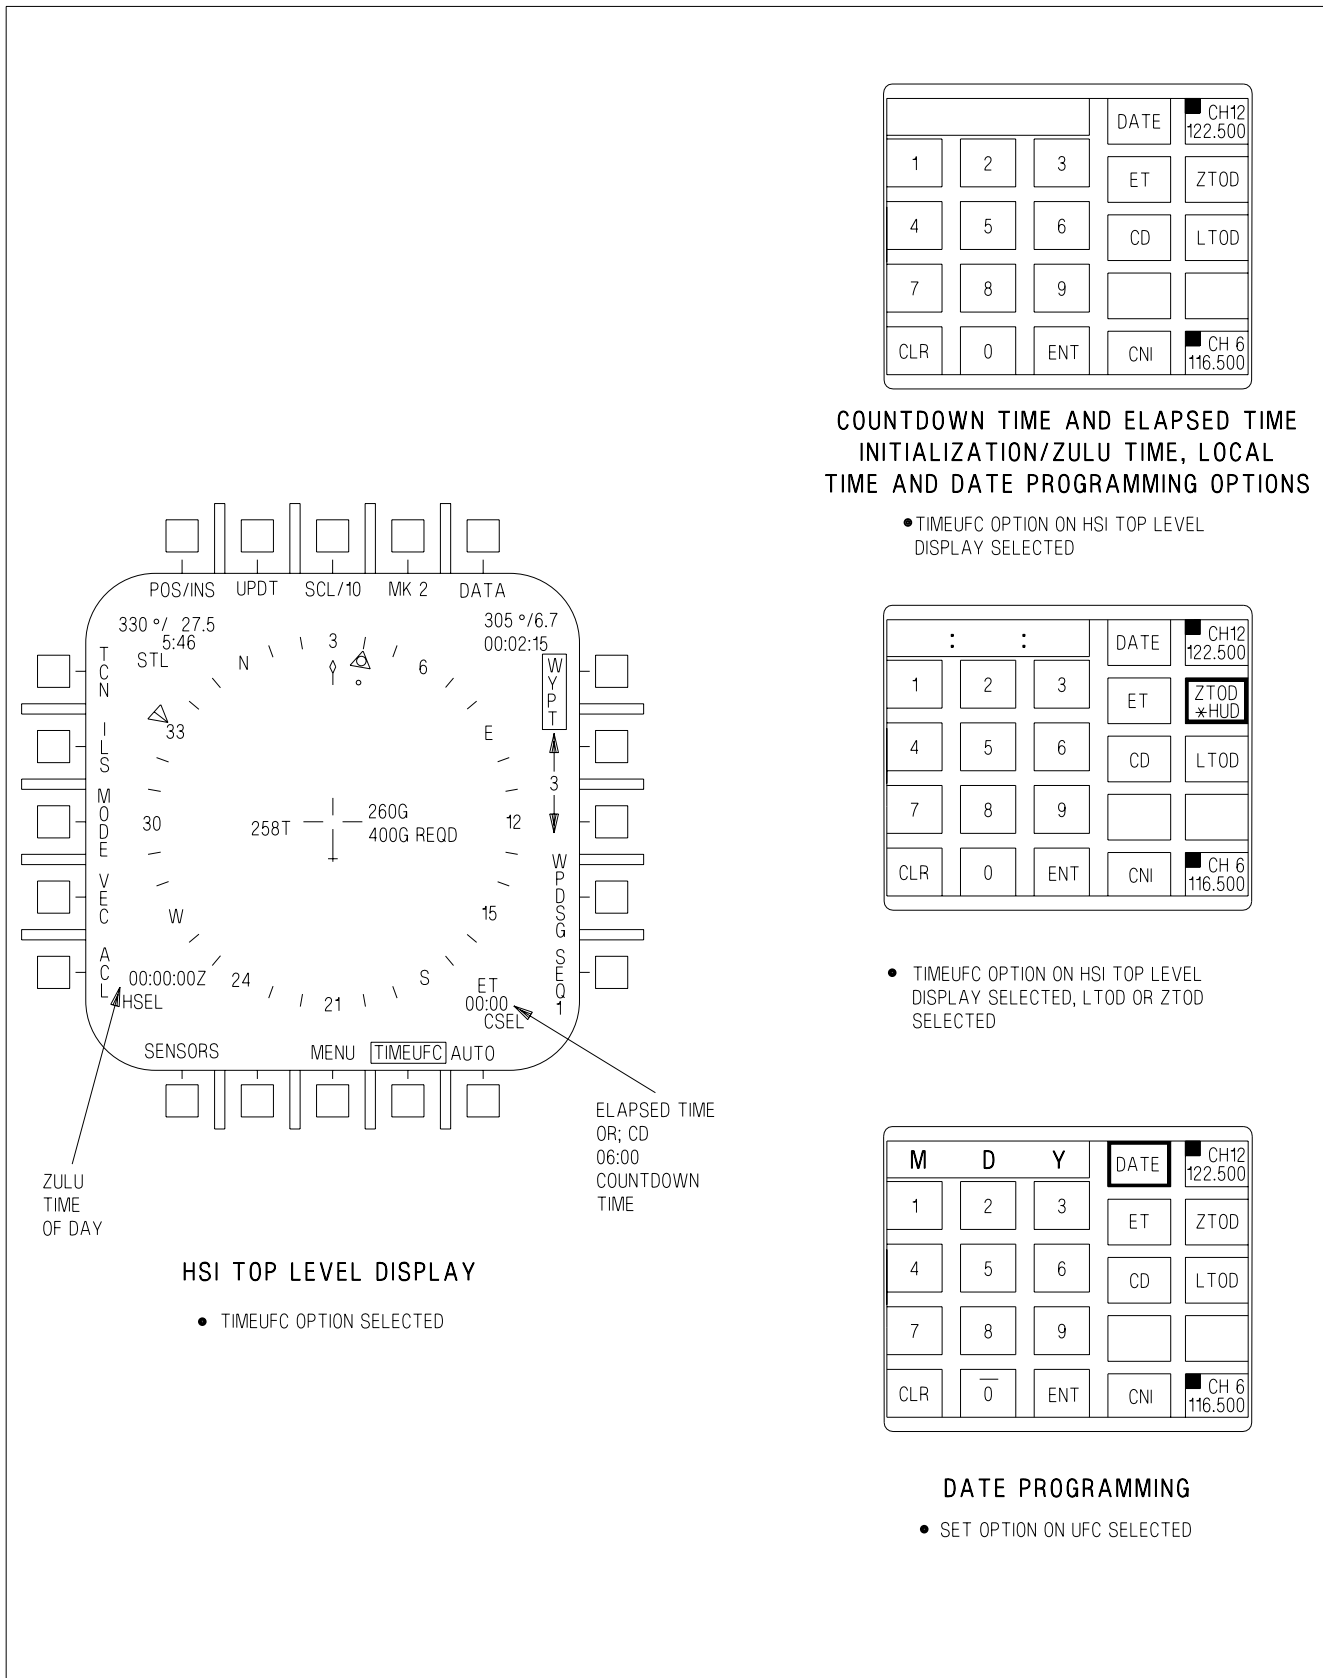 POS/INS UPDT SCL/10 MK 2 DATA
330 °/ 27.5
5:46
STL
305 °/6.7
00:02:15
TCN
ILS
MODE
VEC
ACL
WYPT
3
WPDSG
SEQ1
N 3 6
33 E
30 12
W 15
24 21 S
258T
260G
400G REQD
00:00:00Z
HSEL
ET
00:00
CSEL
SENSORS MENU TIMEUFC AUTO
ZULU
TIME
OF DAY
ELAPSED TIME
OR; CD
06:00
COUNTDOWN
TIME
HSI TOP LEVEL DISPLAY
● TIMEUFC OPTION SELECTED
DATE CH12
122.500
1 2 3 ET ZTOD
4 5 6 CD LTOD
7 8 9
CLR 0 ENT CNI CH 6
116.500
COUNTDOWN TIME AND ELAPSED TIME
INITIALIZATION/ZULU TIME, LOCAL
TIME AND DATE PROGRAMMING OPTIONS
● TIMEUFC OPTION ON HSI TOP LEVEL
DISPLAY SELECTED
: : DATE CH12
122.500
1 2 3 ET ZTOD
*HUD
4 5 6 CD LTOD
7 8 9
CLR 0 ENT CNI CH 6
116.500
● TIMEUFC OPTION ON HSI TOP LEVEL
DISPLAY SELECTED, LTOD OR ZTOD
SELECTED
M D Y DATE CH12
122.500
1 2 3 ET ZTOD
4 5 6 CD LTOD
7 8 9
CLR 0 ENT CNI CH 6
116.500
DATE PROGRAMMING
● SET OPTION ON UFC SELECTED